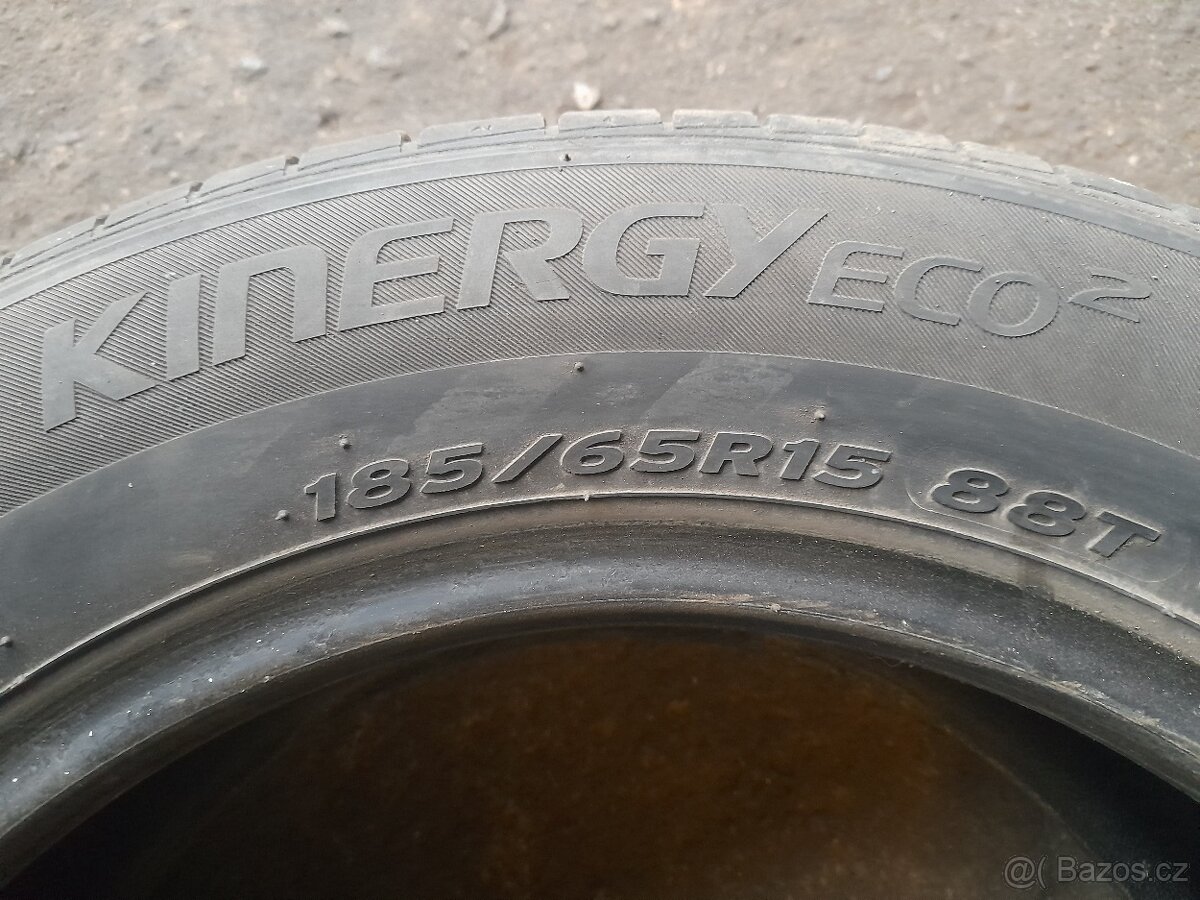 KINERGY ECO2
185/65R15 88T
@( Bazos.cz